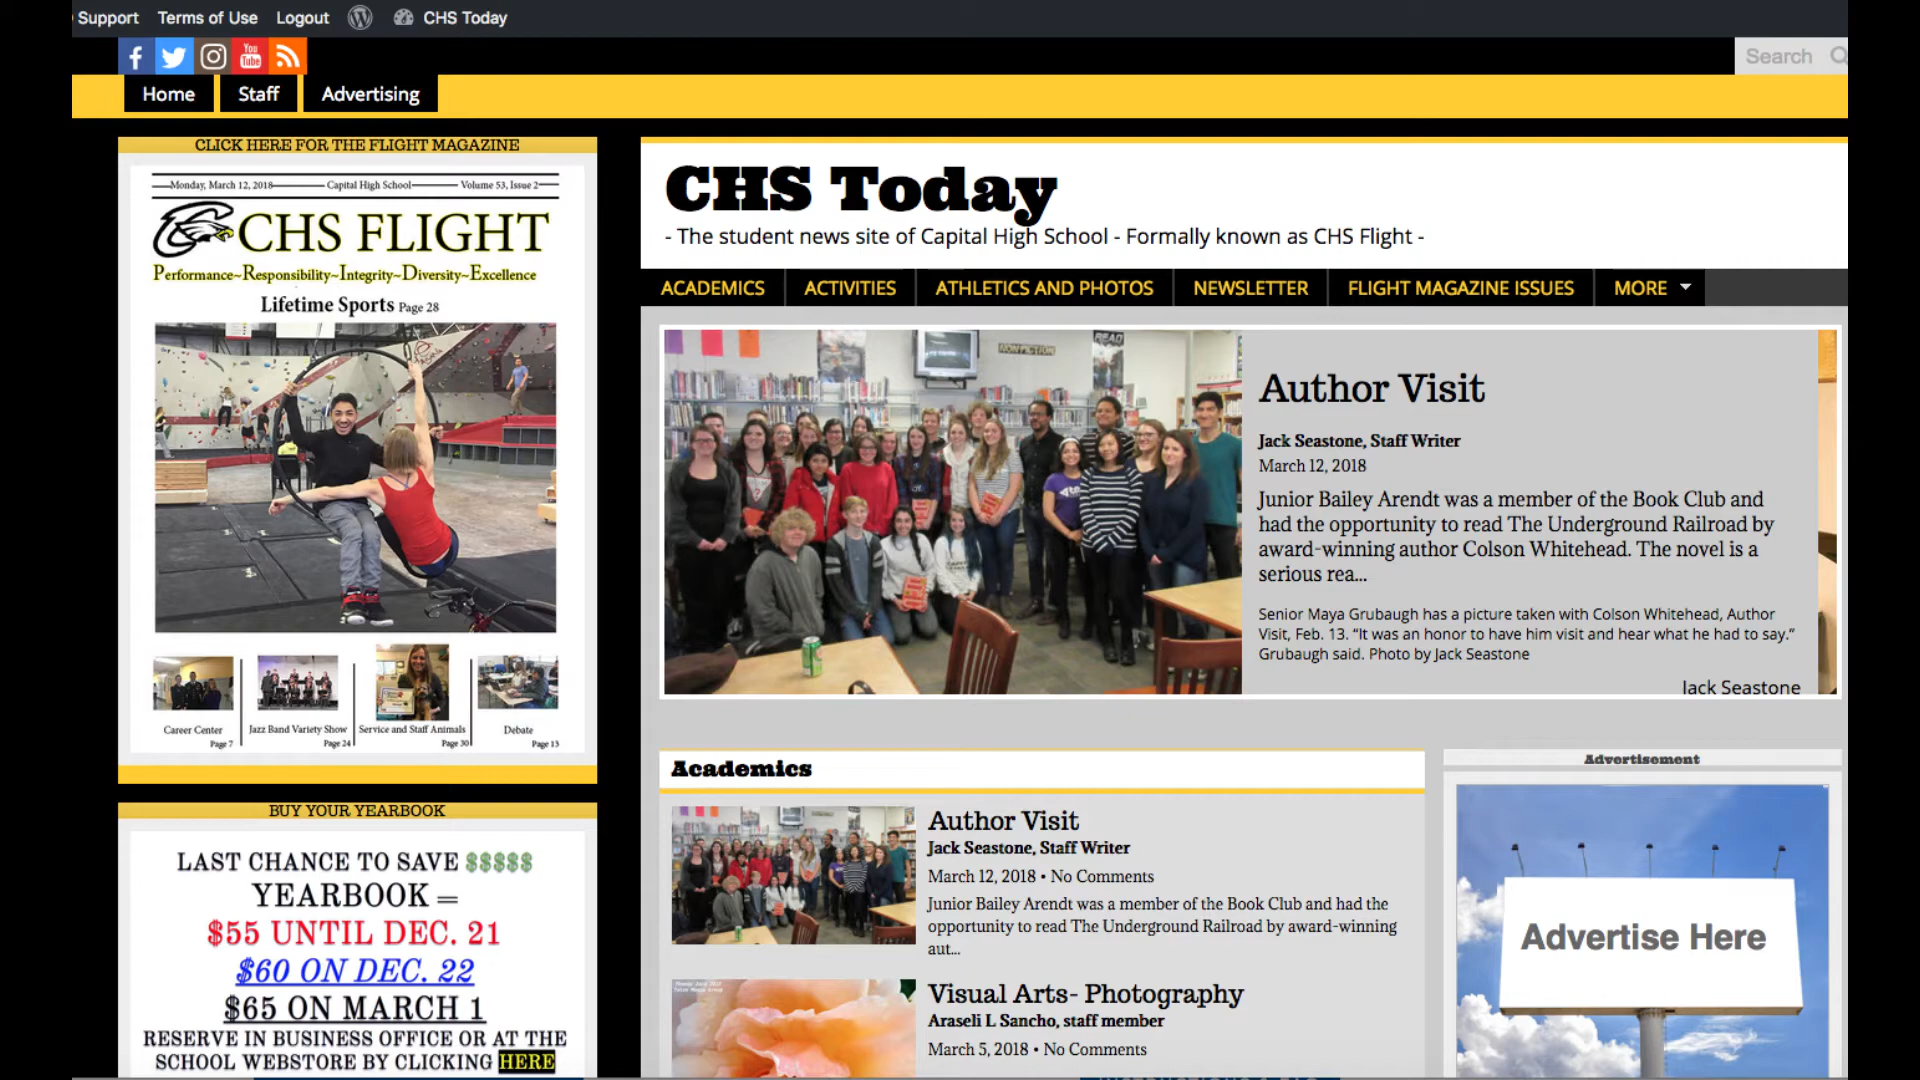 Support Terms of Use Logout CHS Today
You
Tube
Search
Home Staff Advertising
CLICK HERE FOR THE FLIGHT MAGAZINE
Monday, March 12, 2018 Capital High School Volume 53, Issue 2
CHS FLIGHT
Performance~Responsibility~Integrity~Diversity~Excellence
Lifetime Sports Page 28
Career Center
Page 7
Jazz Band Variety Show
Page 24
Service and Staff Animals
Page 30
Debate
Page 13
BUY YOUR YEARBOOK
LAST CHANCE TO SAVE $$$$$
YEARBOOK =
$55 UNTIL DEC. 21
$60 ON DEC. 22
$65 ON MARCH 1
RESERVE IN BUSINESS OFFICE OR AT THE
SCHOOL WEBSTORE BY CLICKING HERE
CHS Today
- The student news site of Capital High School - Formally known as CHS Flight -
ACADEMICS ACTIVITIES ATHLETICS AND PHOTOS NEWSLETTER FLIGHT MAGAZINE ISSUES MORE
NONFICTION
READ
Author Visit
Jack Seastone, Staff Writer
March 12, 2018
Junior Bailey Arendt was a member of the Book Club and
had the opportunity to read The Underground Railroad by
award-winning author Colson Whitehead. The novel is a
serious rea...
Senior Maya Grubaugh has a picture taken with Colson Whitehead, Author
Visit, Feb. 13. “It was an honor to have him visit and hear what he had to say.”
Grubaugh said. Photo by Jack Seastone
Jack Seastone
Academics
Author Visit
Jack Seastone, Staff Writer
March 12, 2018 • No Comments
Junior Bailey Arendt was a member of the Book Club and had the
opportunity to read The Underground Railroad by award-winning
aut...
Visual Arts- Photography
Araseli L Sancho, staff member
March 5, 2018 • No Comments
Advertisement
Advertise Here